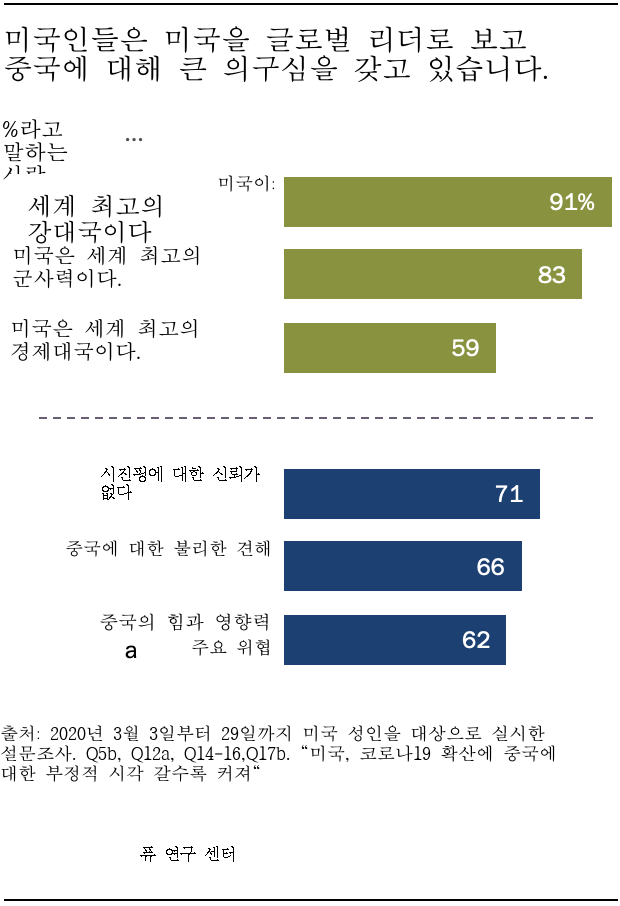 미국인들은 미국을 글로벌 리더로 보고
중국에 대해 큰 의구심을 갖고 있습니다.
%라고 ...
말하는
사람
미국이:
세계 최고의
강대국이다
91%
미국은 세계 최고의
군사력이다.
83
미국은 세계 최고의
경제대국이다.
59
시진핑에 대한 신뢰가
없다
71
중국에 대한 불리한 견해
66
중국의 힘과 영향력
a 주요 위협
62
출처: 2020년 3월 3일부터 29일까지 미국 성인을 대상으로 실시한
설문조사. Q5b, Q12a, Q14-16,Q17b. “미국, 코로나19 확산에 중국에
대한 부정적 시각 갈수록 커져“
퓨 연구 센터